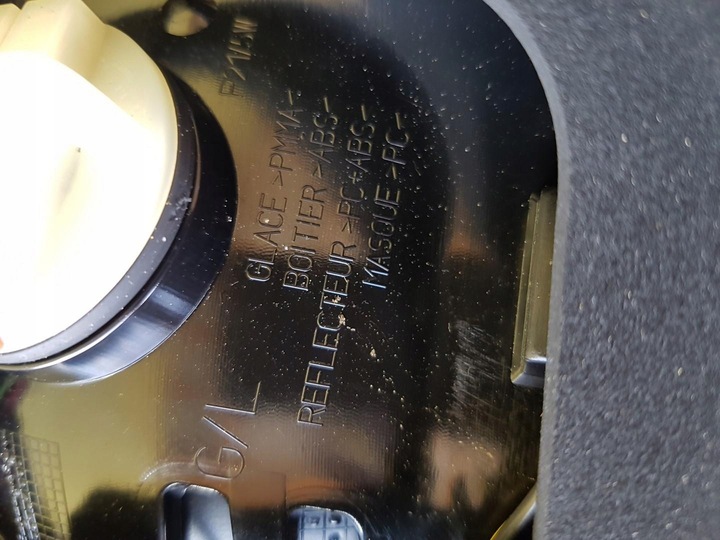 GLACE >PMMA<
BOITIER >ABS<
REFLECTEUR >PC+ABS<
MASQUE >PC<
G/L